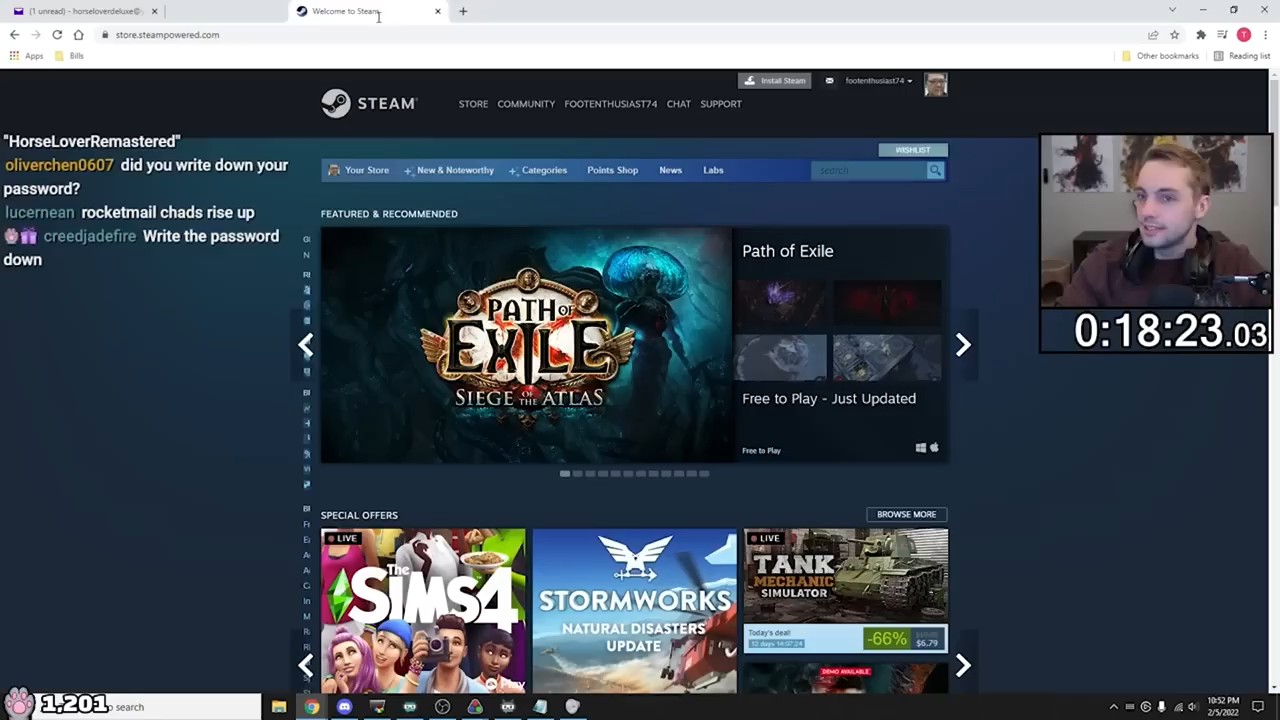 (1 unread) - horseloverdeluxe@
Welcome to Steam
store.steampowered.com
Apps
Bills
Other bookmarks
Reading list
Install Steam
footenthusiast74
STEAM
STORE
COMMUNITY
FOOTENTHUSIAST74
CHAT
SUPPORT
WISHLIST
Your Store
New & Noteworthy
Categories
Points Shop
News
Labs
search
"HorseLoverRemastered"
oliverchen0607 did you write down your
password?
lucernean rocketmail chads rise up
creedjadefire Write the password
down
FEATURED & RECOMMENDED
PATH OF
EXILE
SIEGE OF THE ATLAS
Path of Exile
Free to Play - Just Updated
Free to Play
0:18:23.03
SPECIAL OFFERS
BROWSE MORE
LIVE
The
SIMS4
EA Play
STORMWORKS
NATURAL DISASTERS
UPDATE
LIVE
TANK
MECHANIC
SIMULATOR
Today's deal!
-66%
$6.79
DEMO AVAILABLE
1,201
o search
10:52 PM
2/5/2022